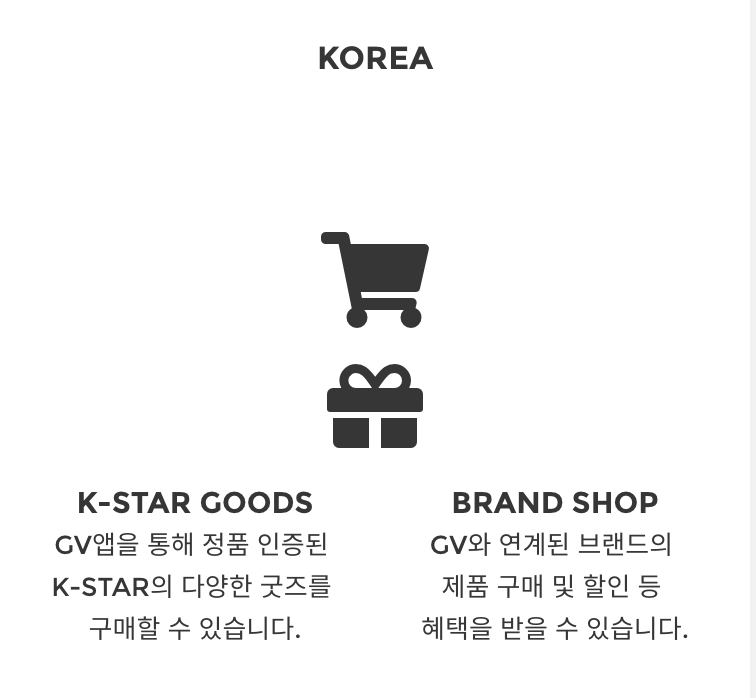 KOREA
K-STAR GOODS
GV앱을 통해 정품 인증된
K-STAR의 다양한 굿즈를
구매할 수 있습니다.
BRAND SHOP
GV와 연계된 브랜드의
제품 구매 및 할인 등
혜택을 받을 수 있습니다.